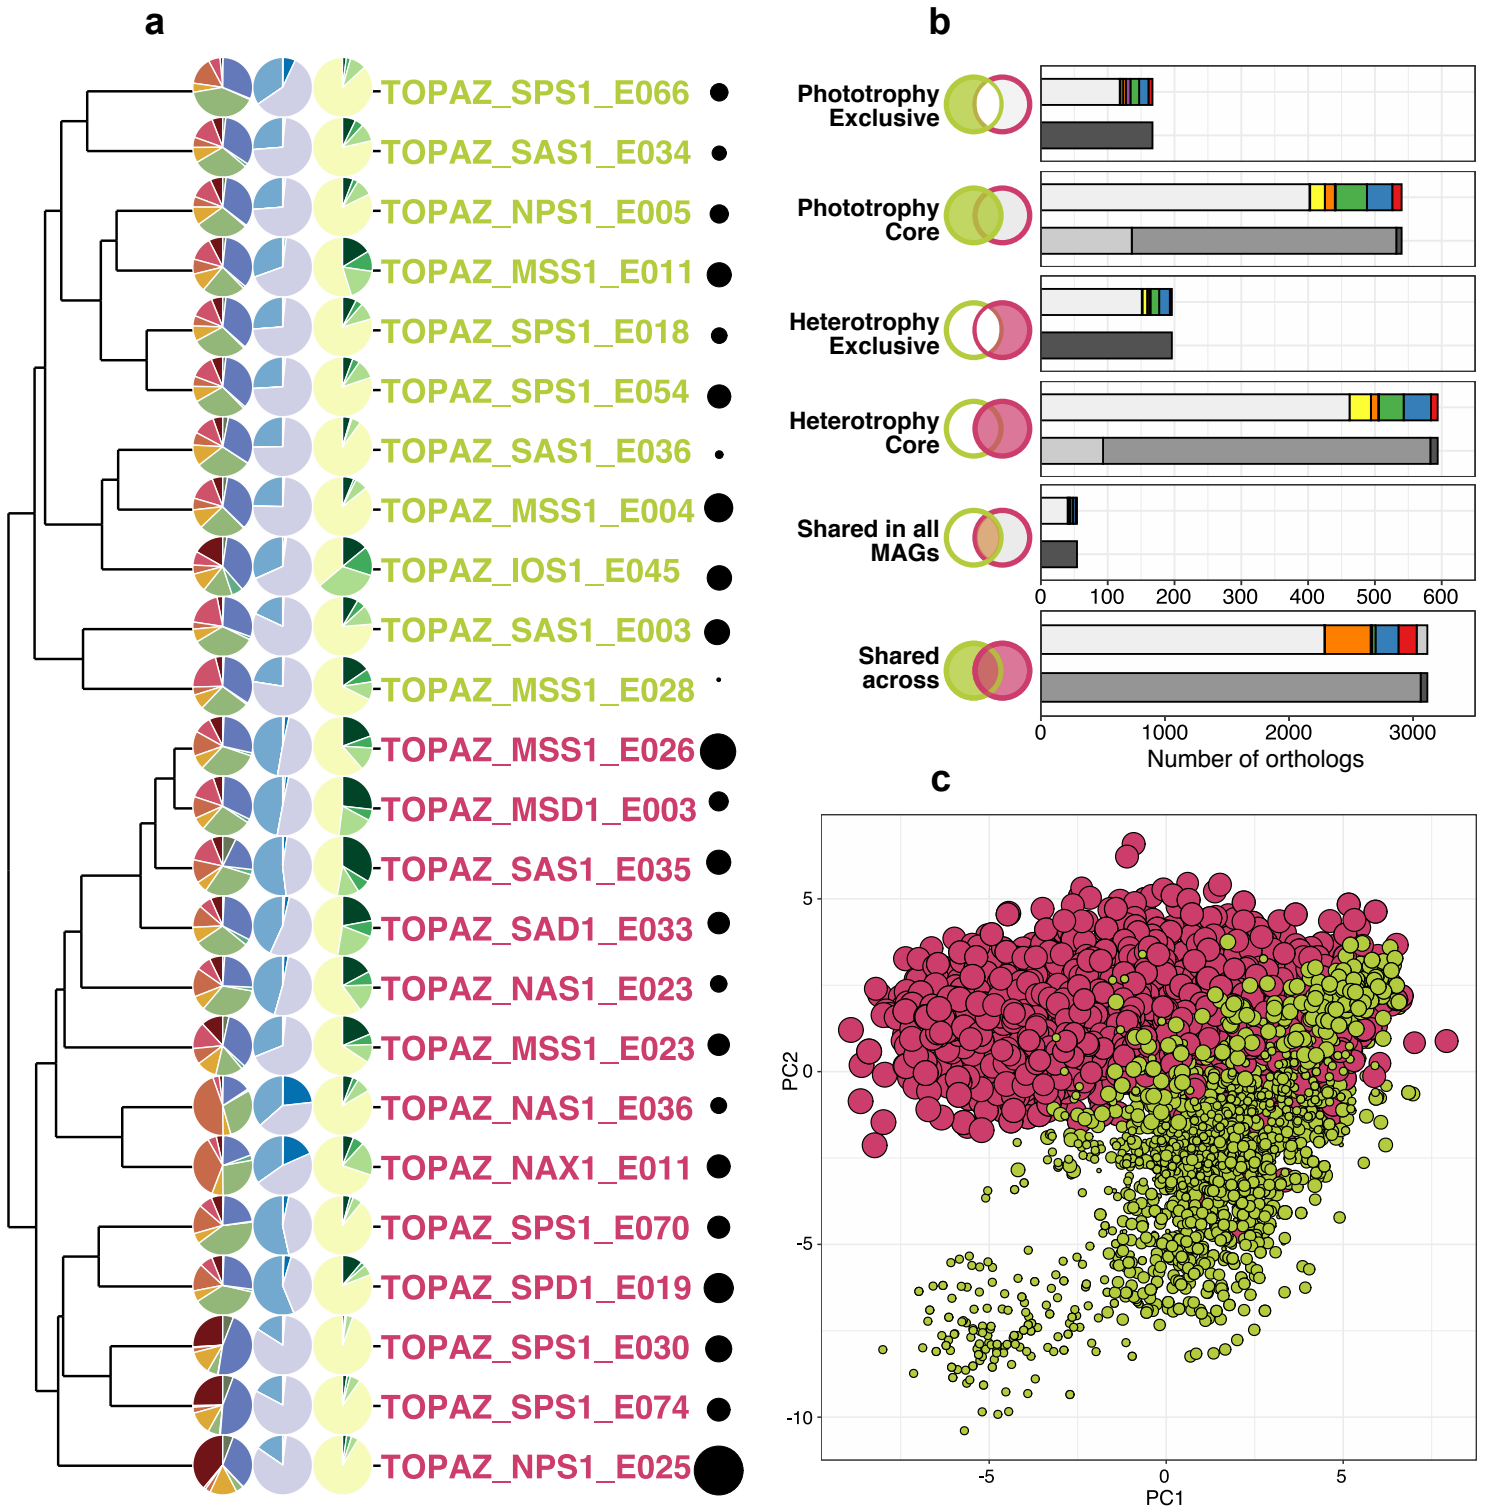 a
TOPAZ_SPS1_E066
TOPAZ_SAS1_E034
TOPAZ_NPS1_E005
TOPAZ_MSS1_E011
TOPAZ_SPS1_E018
TOPAZ_SPS1_E054
TOPAZ_SAS1_E036
TOPAZ_MSS1_E004
TOPAZ_IOS1_E045
TOPAZ_SAS1_E003
TOPAZ_MSS1_E028
TOPAZ_MSS1_E026
TOPAZ_MSD1_E003
TOPAZ_SAS1_E035
TOPAZ_SAD1_E033
TOPAZ_NAS1_E023
TOPAZ_MSS1_E023
TOPAZ_NAS1_E036
TOPAZ_NAX1_E011
TOPAZ_SPS1_E070
TOPAZ_SPD1_E019
TOPAZ_SPS1_E030
TOPAZ_SPS1_E074
TOPAZ_NPS1_E025
b
Phototrophy
Exclusive
Phototrophy
Core
Heterotrophy
Exclusive
Heterotrophy
Core
Shared in all
MAGs
0 100 200 300 400 500 600
Shared
across
0 1000 2000 3000
Number of orthologs
c
PC2
5
0
-5
-10
-5 0 5
PC1